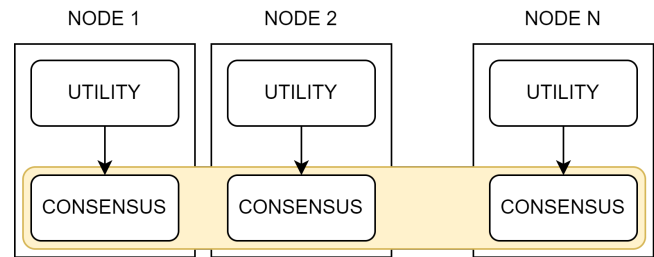 NODE 1 NODE 2 NODE N
UTILITY UTILITY UTILITY
CONSENSUS CONSENSUS CONSENSUS